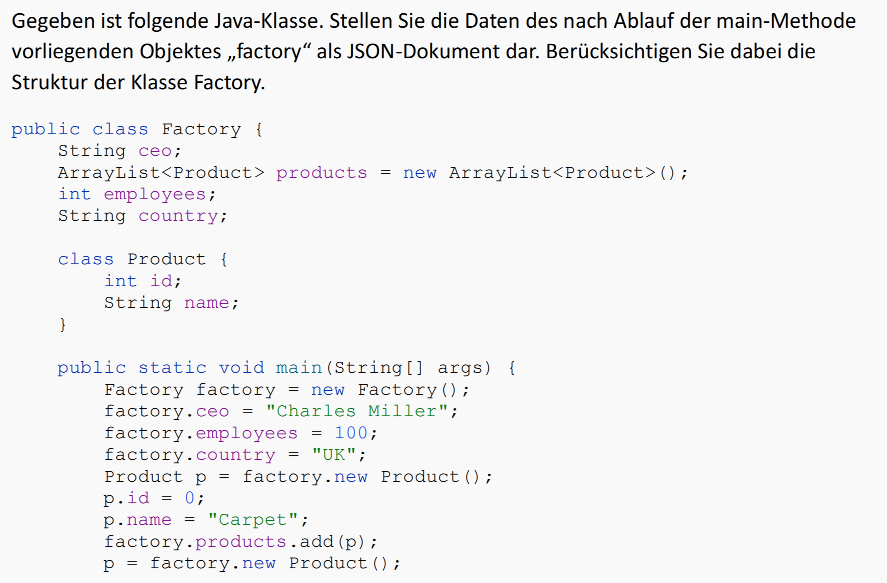 Gegeben ist folgende Java-Klasse. Stellen Sie die Daten des nach Ablauf der main-Methode
vorliegenden Objektes „factory“ als JSON-Dokument dar. Berücksichtigen Sie dabei die
Struktur der Klasse Factory.
public class Factory {
    String ceo;
    ArrayList<Product> products = new ArrayList<Product>();
    int employees;
    String country;

    class Product {
        int id;
        String name;
    }

    public static void main(String[] args) {
        Factory factory = new Factory();
        factory.ceo = "Charles Miller";
        factory.employees = 100;
        factory.country = "UK";
        Product p = factory.new Product();
        p.id = 0;
        p.name = "Carpet";
        factory.products.add(p);
        p = factory.new Product();